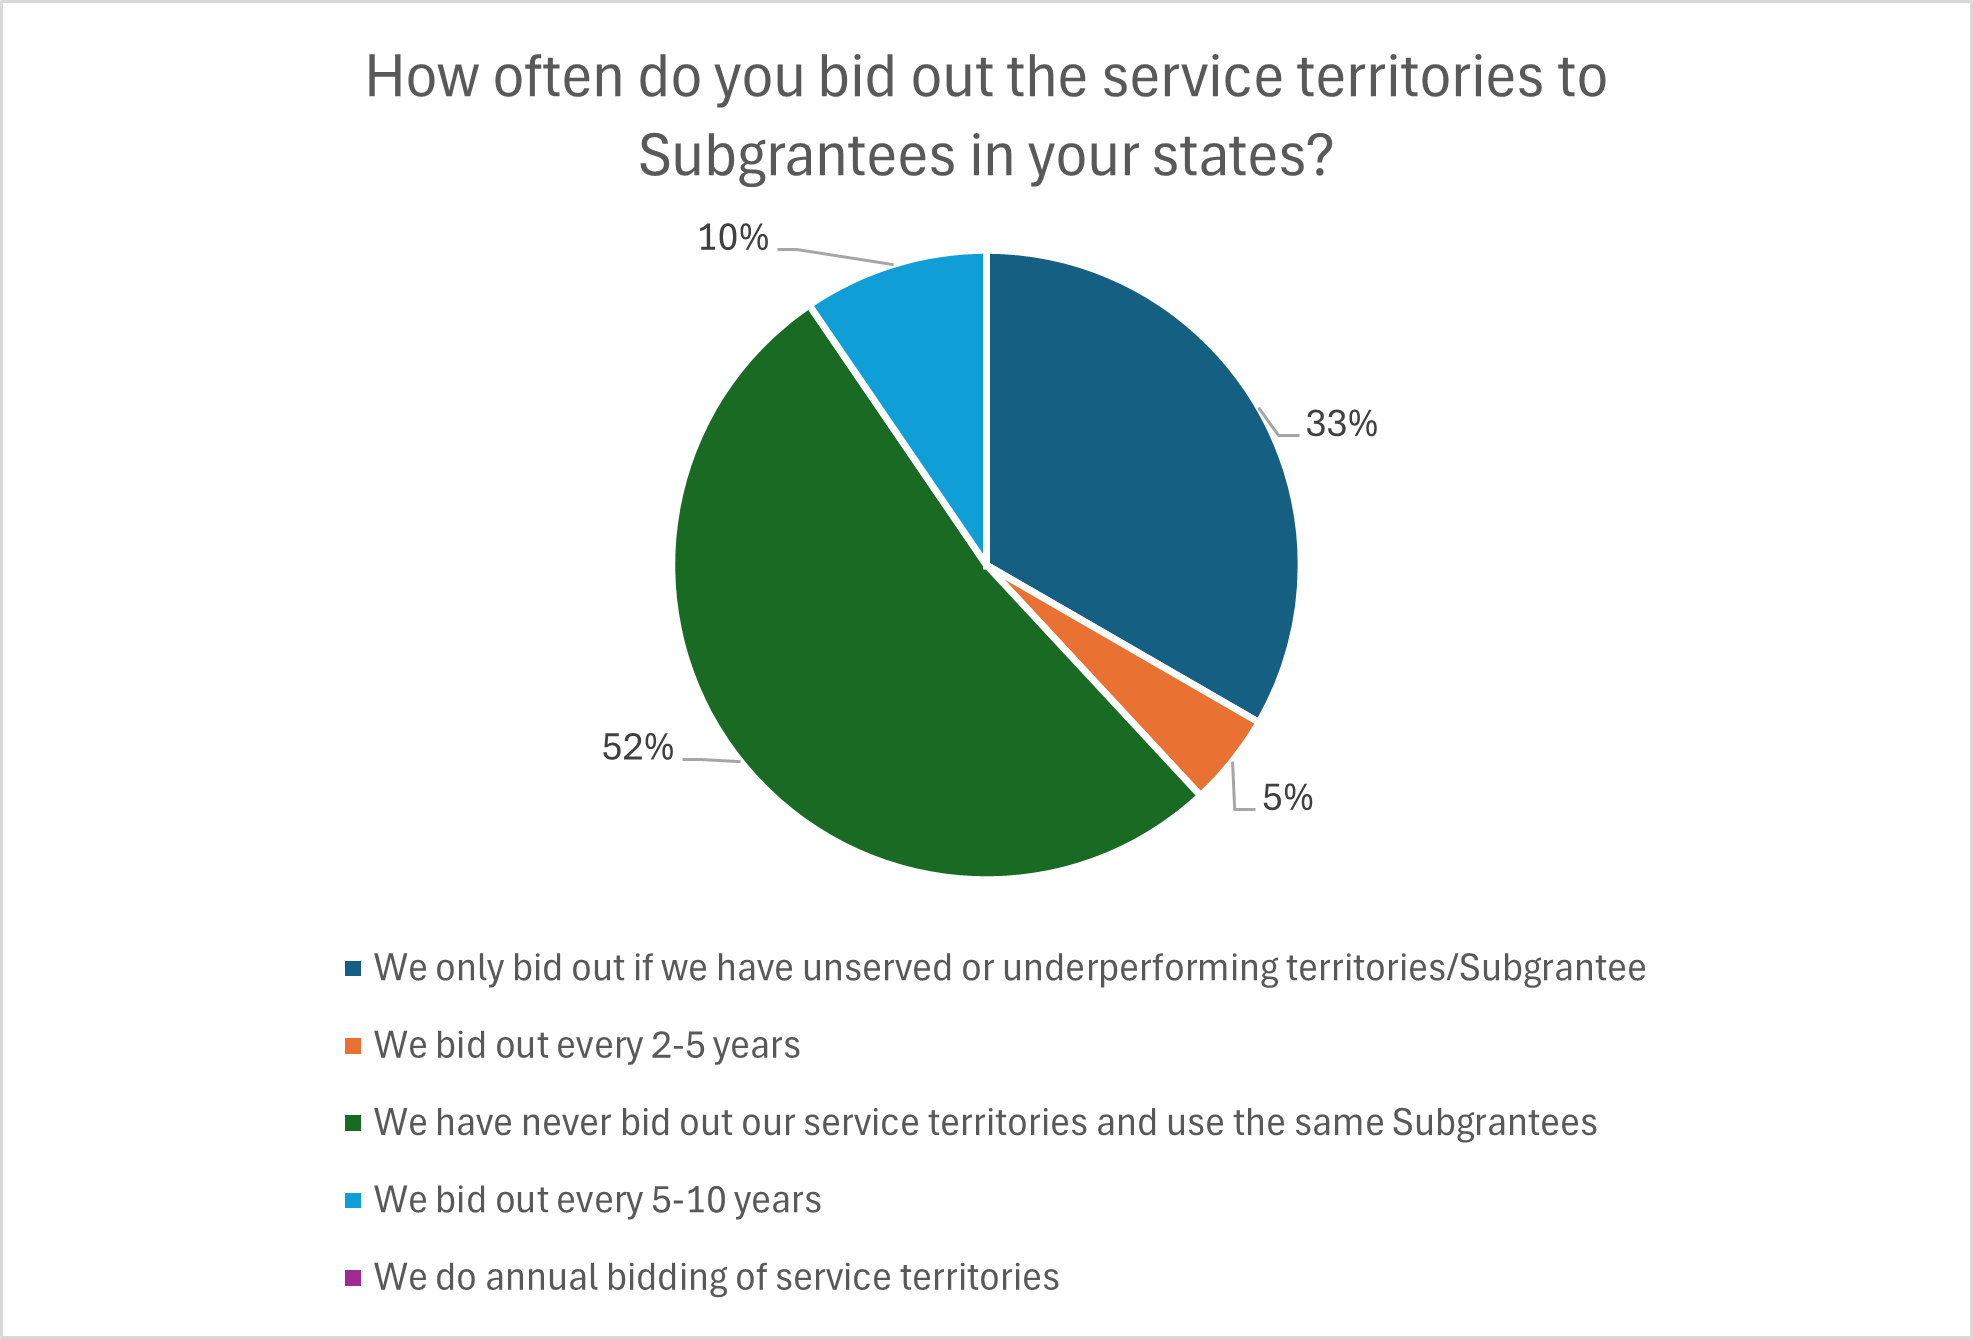 How often do you bid out the service territories to
Subgrantees in your states?
10%
33%
52%
5%
We only bid out if we have unserved or underperforming territories/Subgrantee
We bid out every 2-5 years
We have never bid out our service territories and use the same Subgrantees
We bid out every 5-10 years
We do annual bidding of service territories